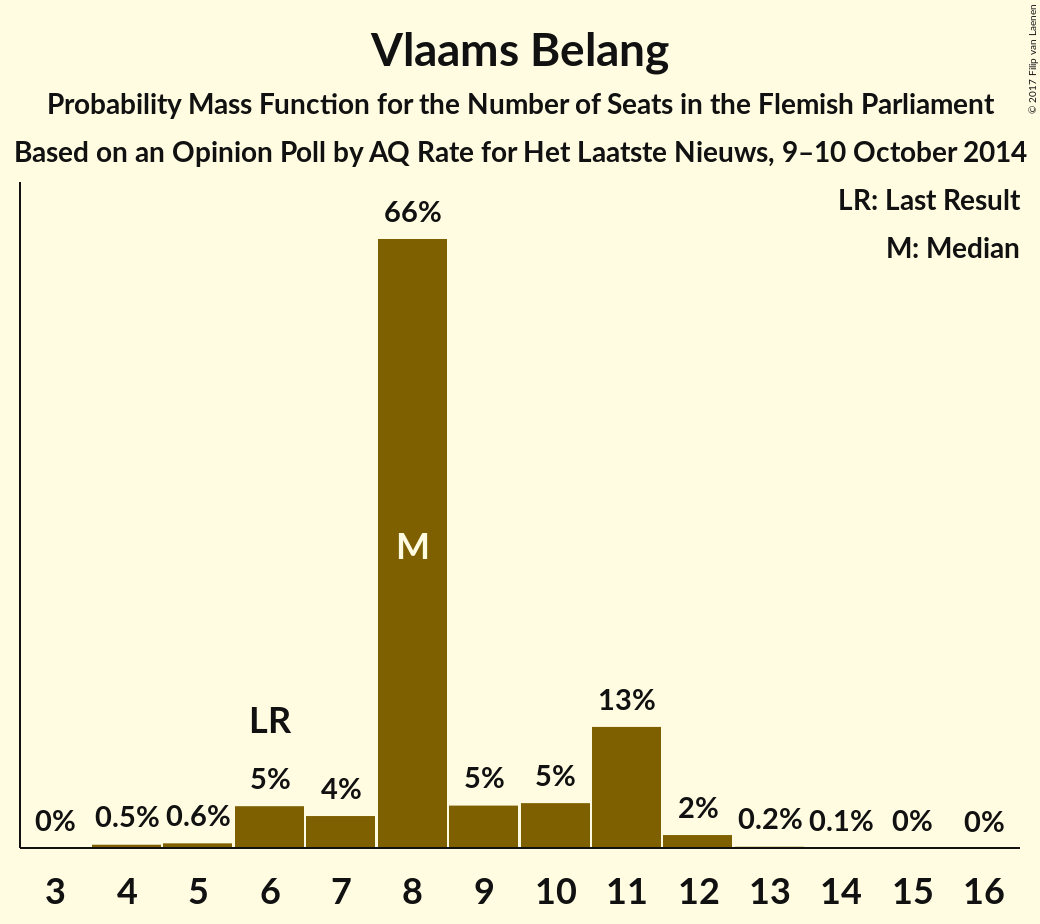 Vlaams Belang
Probability Mass Function for the Number of Seats in the Flemish Parliament
Based on an Opinion Poll by AQ Rate for Het Laatste Nieuws, 9–10 October 2014
© 2017 Filip van Laenen
LR: Last Result
M: Median
66%
M
LR
13%
5%
4%
5%
5%
2%
0%
0.5%
0.6%
0.2%
0.1%
0%
0%
3 4 5 6 7 8 9 10 11 12 13 14 15 16